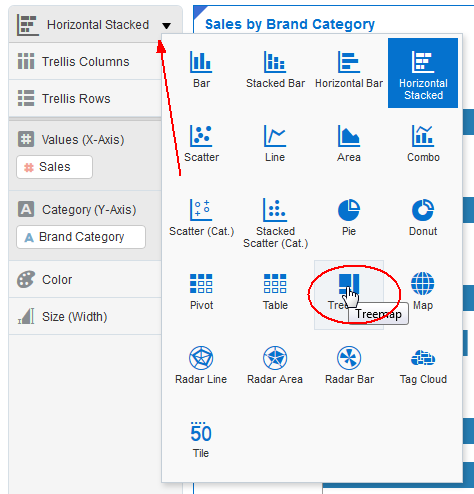 Horizontal Stacked
Sales by Brand Category
Trellis Columns
Trellis Rows
Values (X-Axis)
# Sales
Category (Y-Axis)
A Brand Category
Color
Size (Width)
Bar
Stacked Bar
Horizontal Bar
Horizontal
Stacked
Scatter
Line
Area
Combo
Scatter (Cat.)
Stacked
Scatter (Cat.)
Pie
Donut
Pivot
Table
Tree
Map
Treemap
Radar Line
Radar Area
Radar Bar
Tag Cloud
50
Tile